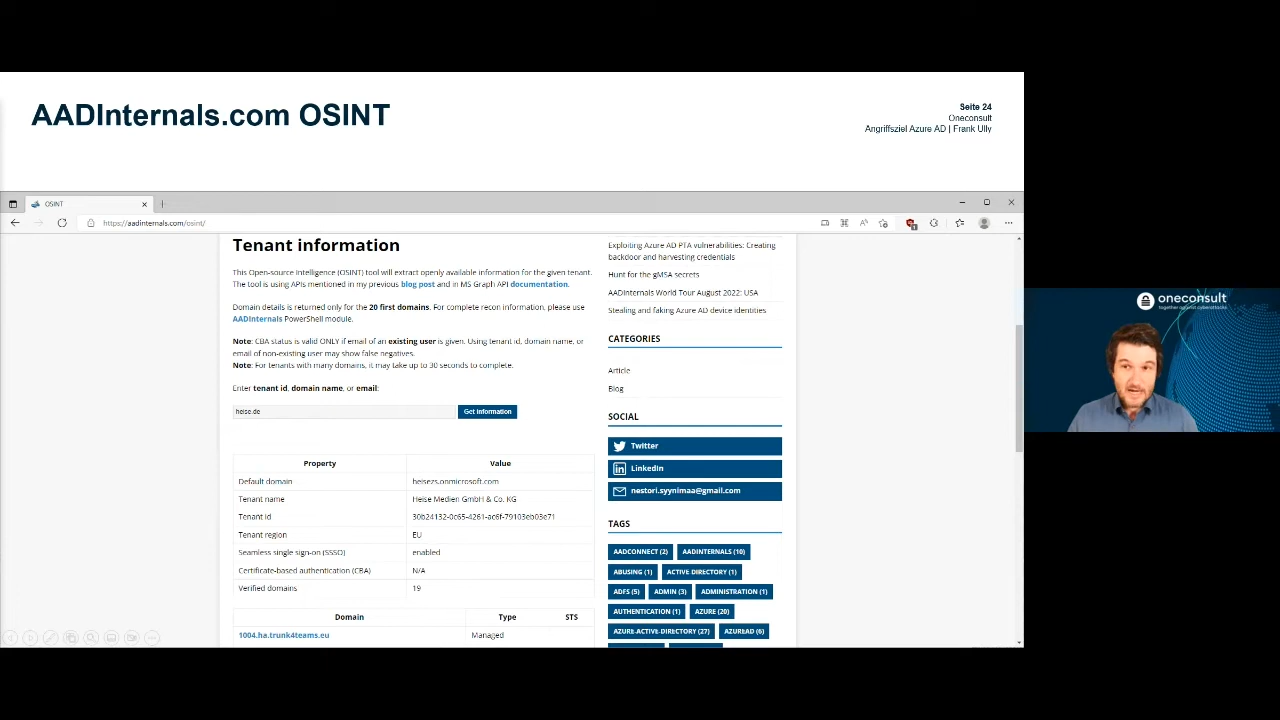 AADInternals.com OSINT
Seite 24
Oneconsult
Angriffsziel Azure AD | Frank Ully
OSINT
https://aadinternals.com/osint/
Tenant information
This Open-source Intelligence (OSINT) tool will extract openly available information for the given tenant.
The tool is using APIs mentioned in my previous blog post and in MS Graph API documentation.
Domain details is returned only for the 20 first domains. For complete recon information, please use
AADInternals PowerShell module.
Note: CBA status is valid ONLY if email of an existing user is given. Using tenant id, domain name, or
email of non-existing user may show false negatives.
Note: For tenants with many domains, it may take up to 30 seconds to complete.
Enter tenant id, domain name, or email:
heise.de
Get information
Property Value
Default domain heisezs.onmicrosoft.com
Tenant name Heise Medien GmbH & Co. KG
Tenant id 30b24132-0c65-4261-ac6f-79103eb03e71
Tenant region EU
Seamless single sign-on (SSSO) enabled
Certificate-based authentication (CBA) N/A
Verified domains 19
Domain Type STS
1004.ha.trunk4teams.eu Managed
Exploiting Azure AD PTA vulnerabilities: Creating
backdoor and harvesting credentials
Hunt for the gMSA secrets
AADInternals World Tour August 2022: USA
Stealing and faking Azure AD device identities
CATEGORIES
Article
Blog
SOCIAL
Twitter
LinkedIn
nestori.syynimaa@gmail.com
TAGS
AADCONNECT (2) AADINTERNALS (10)
ABUSING (1) ACTIVE DIRECTORY (1)
ADFS (5) ADMIN (3) ADMINISTRATION (1)
AUTHENTICATION (1) AZURE (20)
AZURE-ACTIVE-DIRECTORY (27) AZUREAD (6)
oneconsult
together against cyberattacks